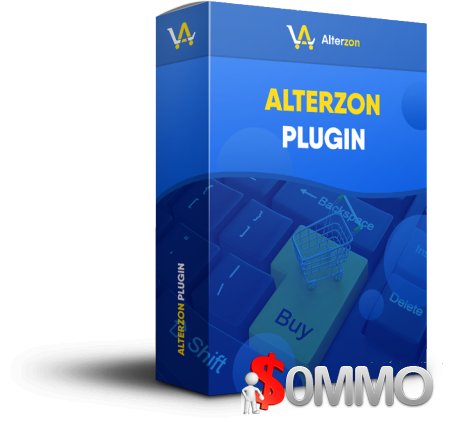 Alterzon
ALTERZON
PLUGIN
Backspace
Delete
Buy
Shift
ALTERZON PLUGIN
$0MMO